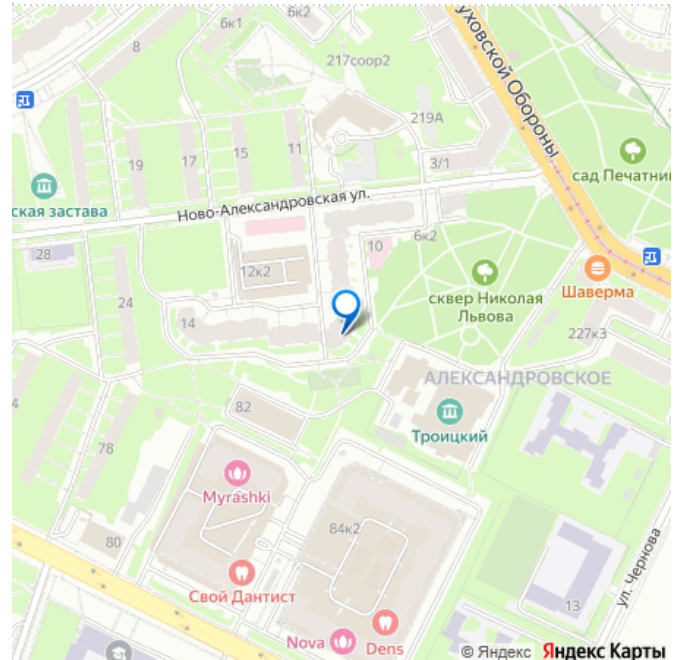 6к1
6к2
8
217соор2
уховской Обороны
219А
19
17
15
11
3/1
сад Печатник
ская застава
Ново-Александровская ул.
28
12к2
10
6к2
сквер Николая
Львова
Шаверма
24
14
227к3
АЛЕКСАНДРОВСКОЕ
82
4
Троицкий
78
Myrashki
84к2
80
Свой Дантист
13
ул. Чернова
Nova
Dens
© Яндекс Яндекс Карты